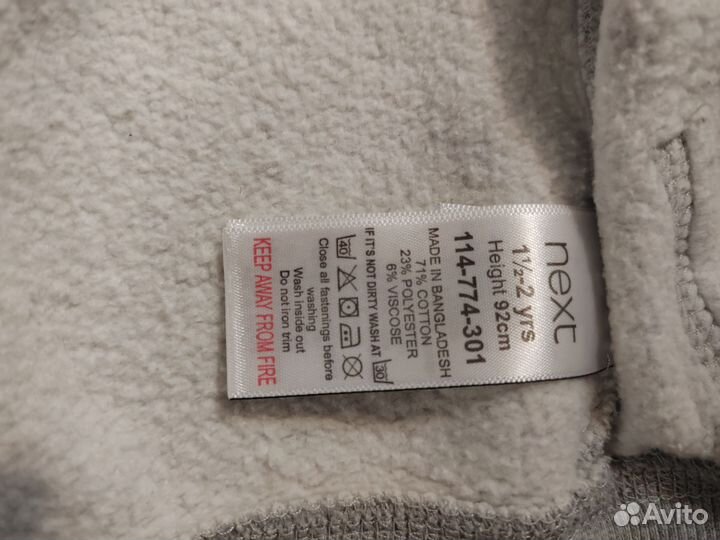 next
1½-2 yrs
Height 92cm
114-774-301
MADE IN BANGLADESH
71% COTTON
23% POLYESTER
6% VISCOSE
IF IT'S NOT DIRTY WASH AT 30
40
Close all fastenings before
washing
Wash inside out
Do not iron trim
KEEP AWAY FROM FIRE
Avito